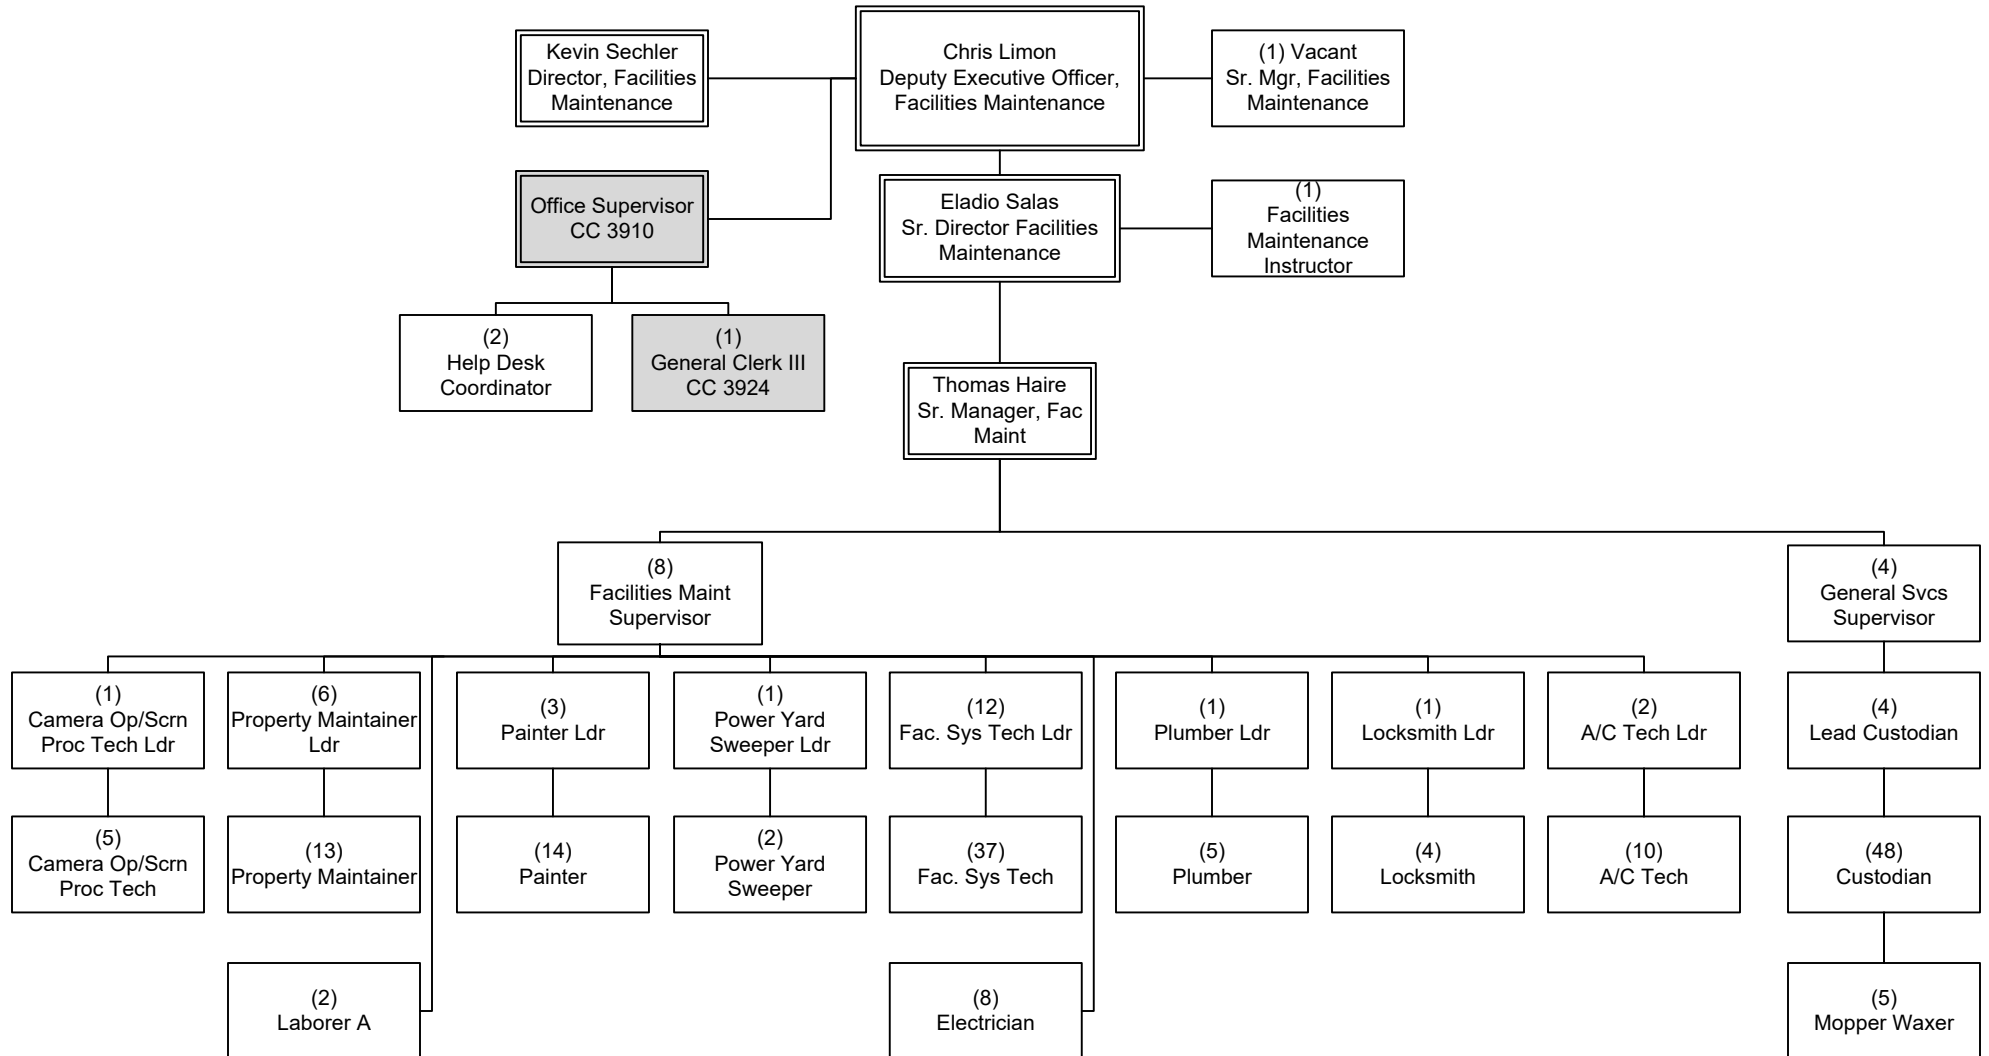 Kevin Sechler
Director, Facilities
Maintenance
Chris Limon
Deputy Executive Officer,
Facilities Maintenance
(1) Vacant
Sr. Mgr, Facilities
Maintenance
Office Supervisor
CC 3910
Eladio Salas
Sr. Director Facilities
Maintenance
(1)
Facilities
Maintenance
Instructor
(2)
Help Desk
Coordinator
(1)
General Clerk III
CC 3924
Thomas Haire
Sr. Manager, Fac
Maint
(8)
Facilities Maint
Supervisor
(4)
General Svcs
Supervisor
(1)
Camera Op/Scrn
Proc Tech Ldr
(6)
Property Maintainer
Ldr
(3)
Painter Ldr
(1)
Power Yard
Sweeper Ldr
(12)
Fac. Sys Tech Ldr
(1)
Plumber Ldr
(1)
Locksmith Ldr
(2)
A/C Tech Ldr
(4)
Lead Custodian
(5)
Camera Op/Scrn
Proc Tech
(13)
Property Maintainer
(14)
Painter
(2)
Power Yard
Sweeper
(37)
Fac. Sys Tech
(5)
Plumber
(4)
Locksmith
(10)
A/C Tech
(48)
Custodian
(2)
Laborer A
(8)
Electrician
(5)
Mopper Waxer